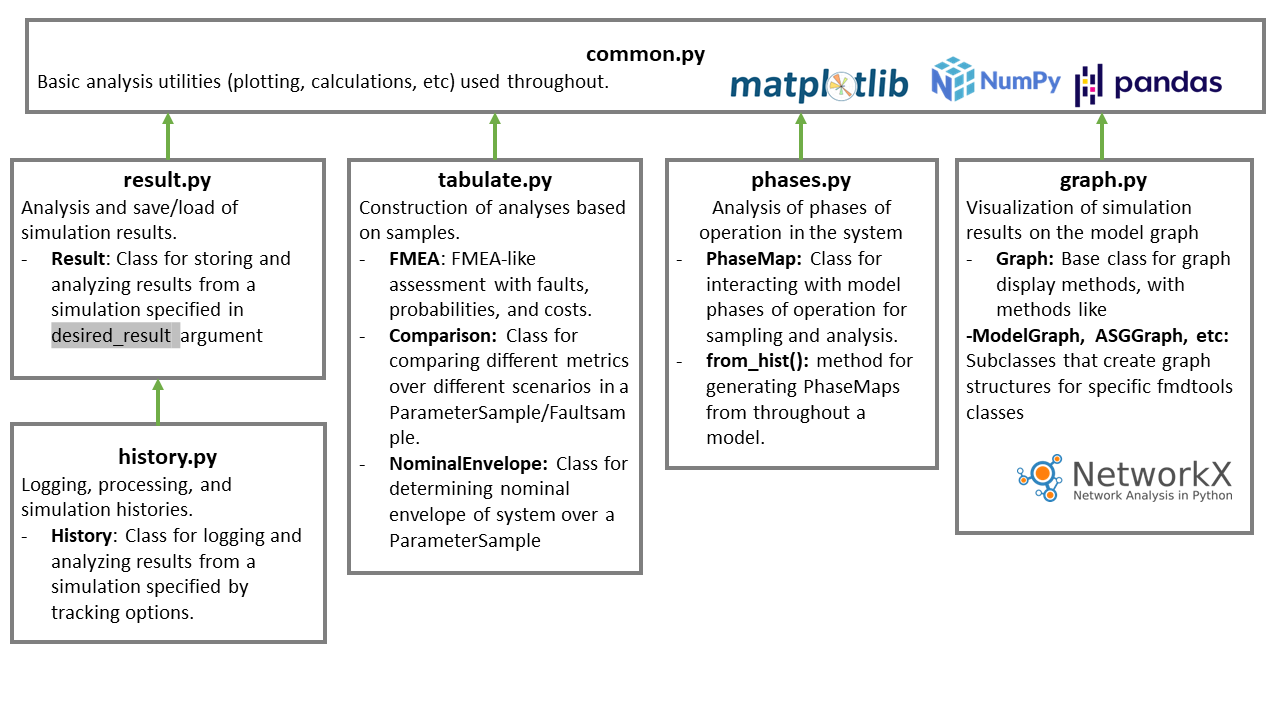 common.py
Basic analysis utilities (plotting, calculations, etc) used throughout.
matplotlib
NumPy
pandas
result.py
Analysis and save/load of
simulation results.
- Result: Class for storing and
analyzing results from a
simulation specified in
desired_result argument
history.py
Logging, processing, and
simulation histories.
- History: Class for logging and
analyzing results from a
simulation specified by
tracking options.
tabulate.py
Construction of analyses based
on samples.
- FMEA: FMEA-like
assessment with faults,
probabilities, and costs.
- Comparison: Class for
comparing different metrics
over different scenarios in a
ParameterSample/Faultsam
ple.
- NominalEnvelope: Class for
determining nominal
envelope of system over a
ParameterSample
phases.py
Analysis of phases of
operation in the system
- PhaseMap: Class for
interacting with model
phases of operation for
sampling and analysis.
- from_hist(): method for
generating PhaseMaps
from throughout a
model.
graph.py
Visualization of simulation
results on the model graph
- Graph: Base class for graph
display methods, with
methods like
-ModelGraph, ASGGraph, etc:
Subclasses that create graph
structures for specific fmdtools
classes
NetworkX
Network Analysis in Python